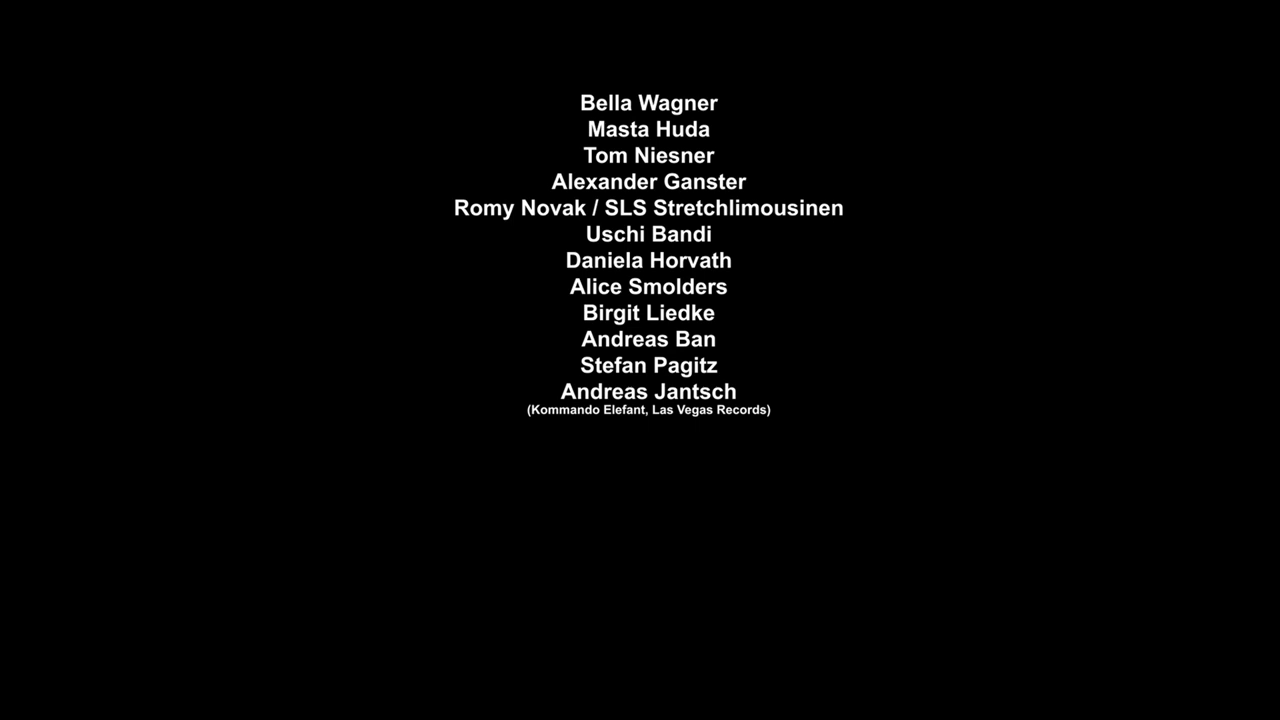 Bella Wagner
Masta Huda
Tom Niesner
Alexander Ganster
Romy Novak / SLS Stretchlimousinen
Uschi Bandi
Daniela Horvath
Alice Smolders
Birgit Liedke
Andreas Ban
Stefan Pagitz
Andreas Jantsch
(Kommando Elefant, Las Vegas Records)